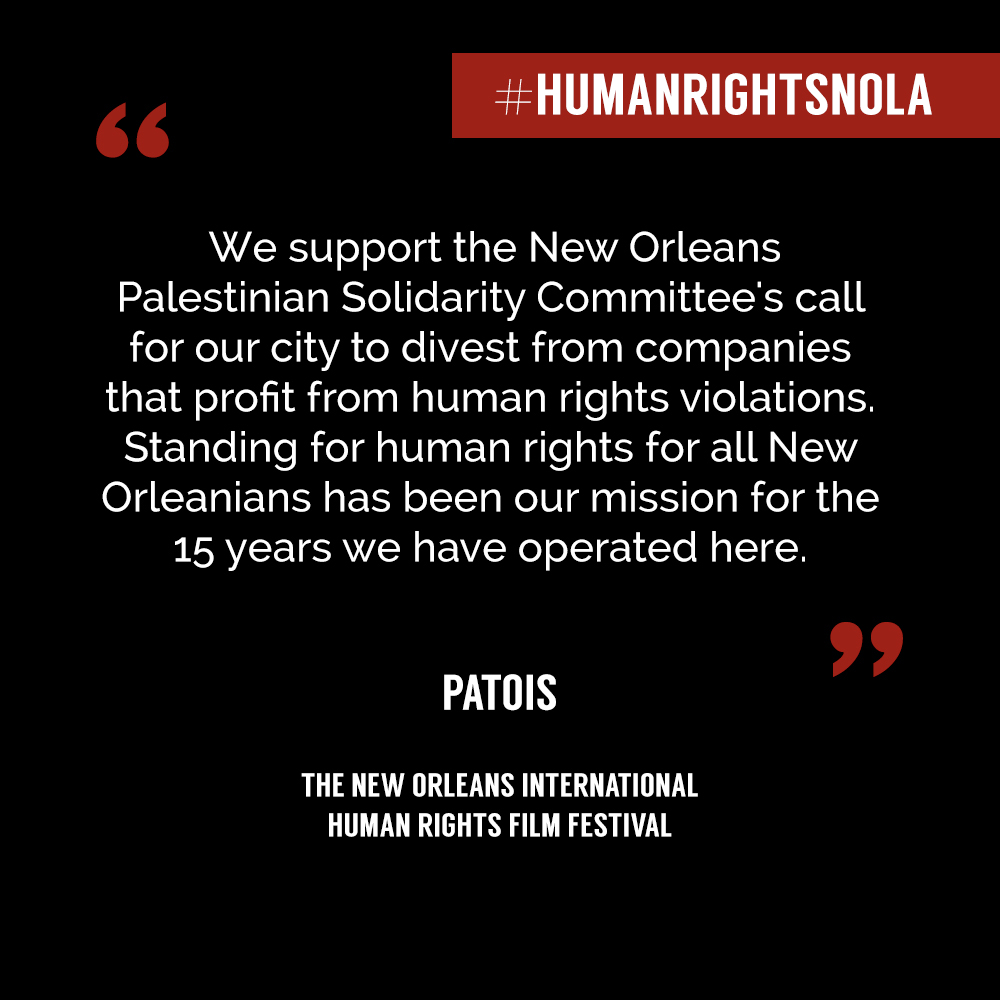 #HUMANRIGHTSNOLA
“
We support the New Orleans
Palestinian Solidarity Committee's call
for our city to divest from companies
that profit from human rights violations.
Standing for human rights for all New
Orleanians has been our mission for the
15 years we have operated here.
”
PATOIS
THE NEW ORLEANS INTERNATIONAL
HUMAN RIGHTS FILM FESTIVAL